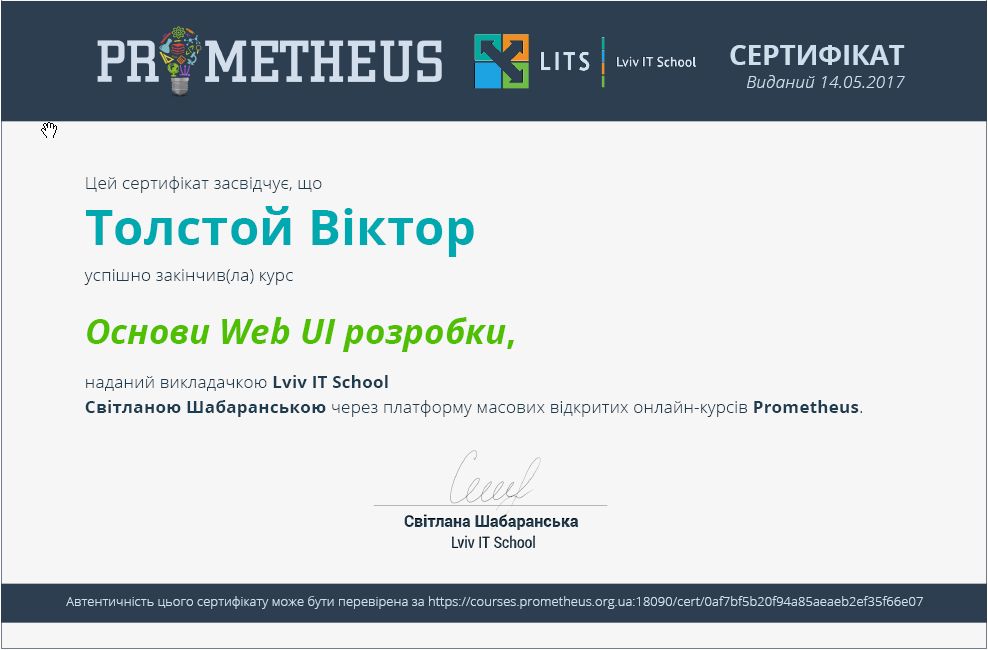 PROMETHEUS
LITS
Lviv IT School
СЕРТИФІКАТ
Виданий 14.05.2017
Цей сертифікат засвідчує, що
Толстой Віктор
успішно закінчив(ла) курс
Основи Web UI розробки,
наданий викладачкою Lviv IT School
Світланою Шабаранською через платформу масових відкритих онлайн-курсів Prometheus.
Світлана Шабаранська
Lviv IT School
Автентичність цього сертифікату може бути перевірена за https://courses.prometheus.org.ua:18090/cert/0af7bf5b20f94a85aeaeb2ef35f66e07